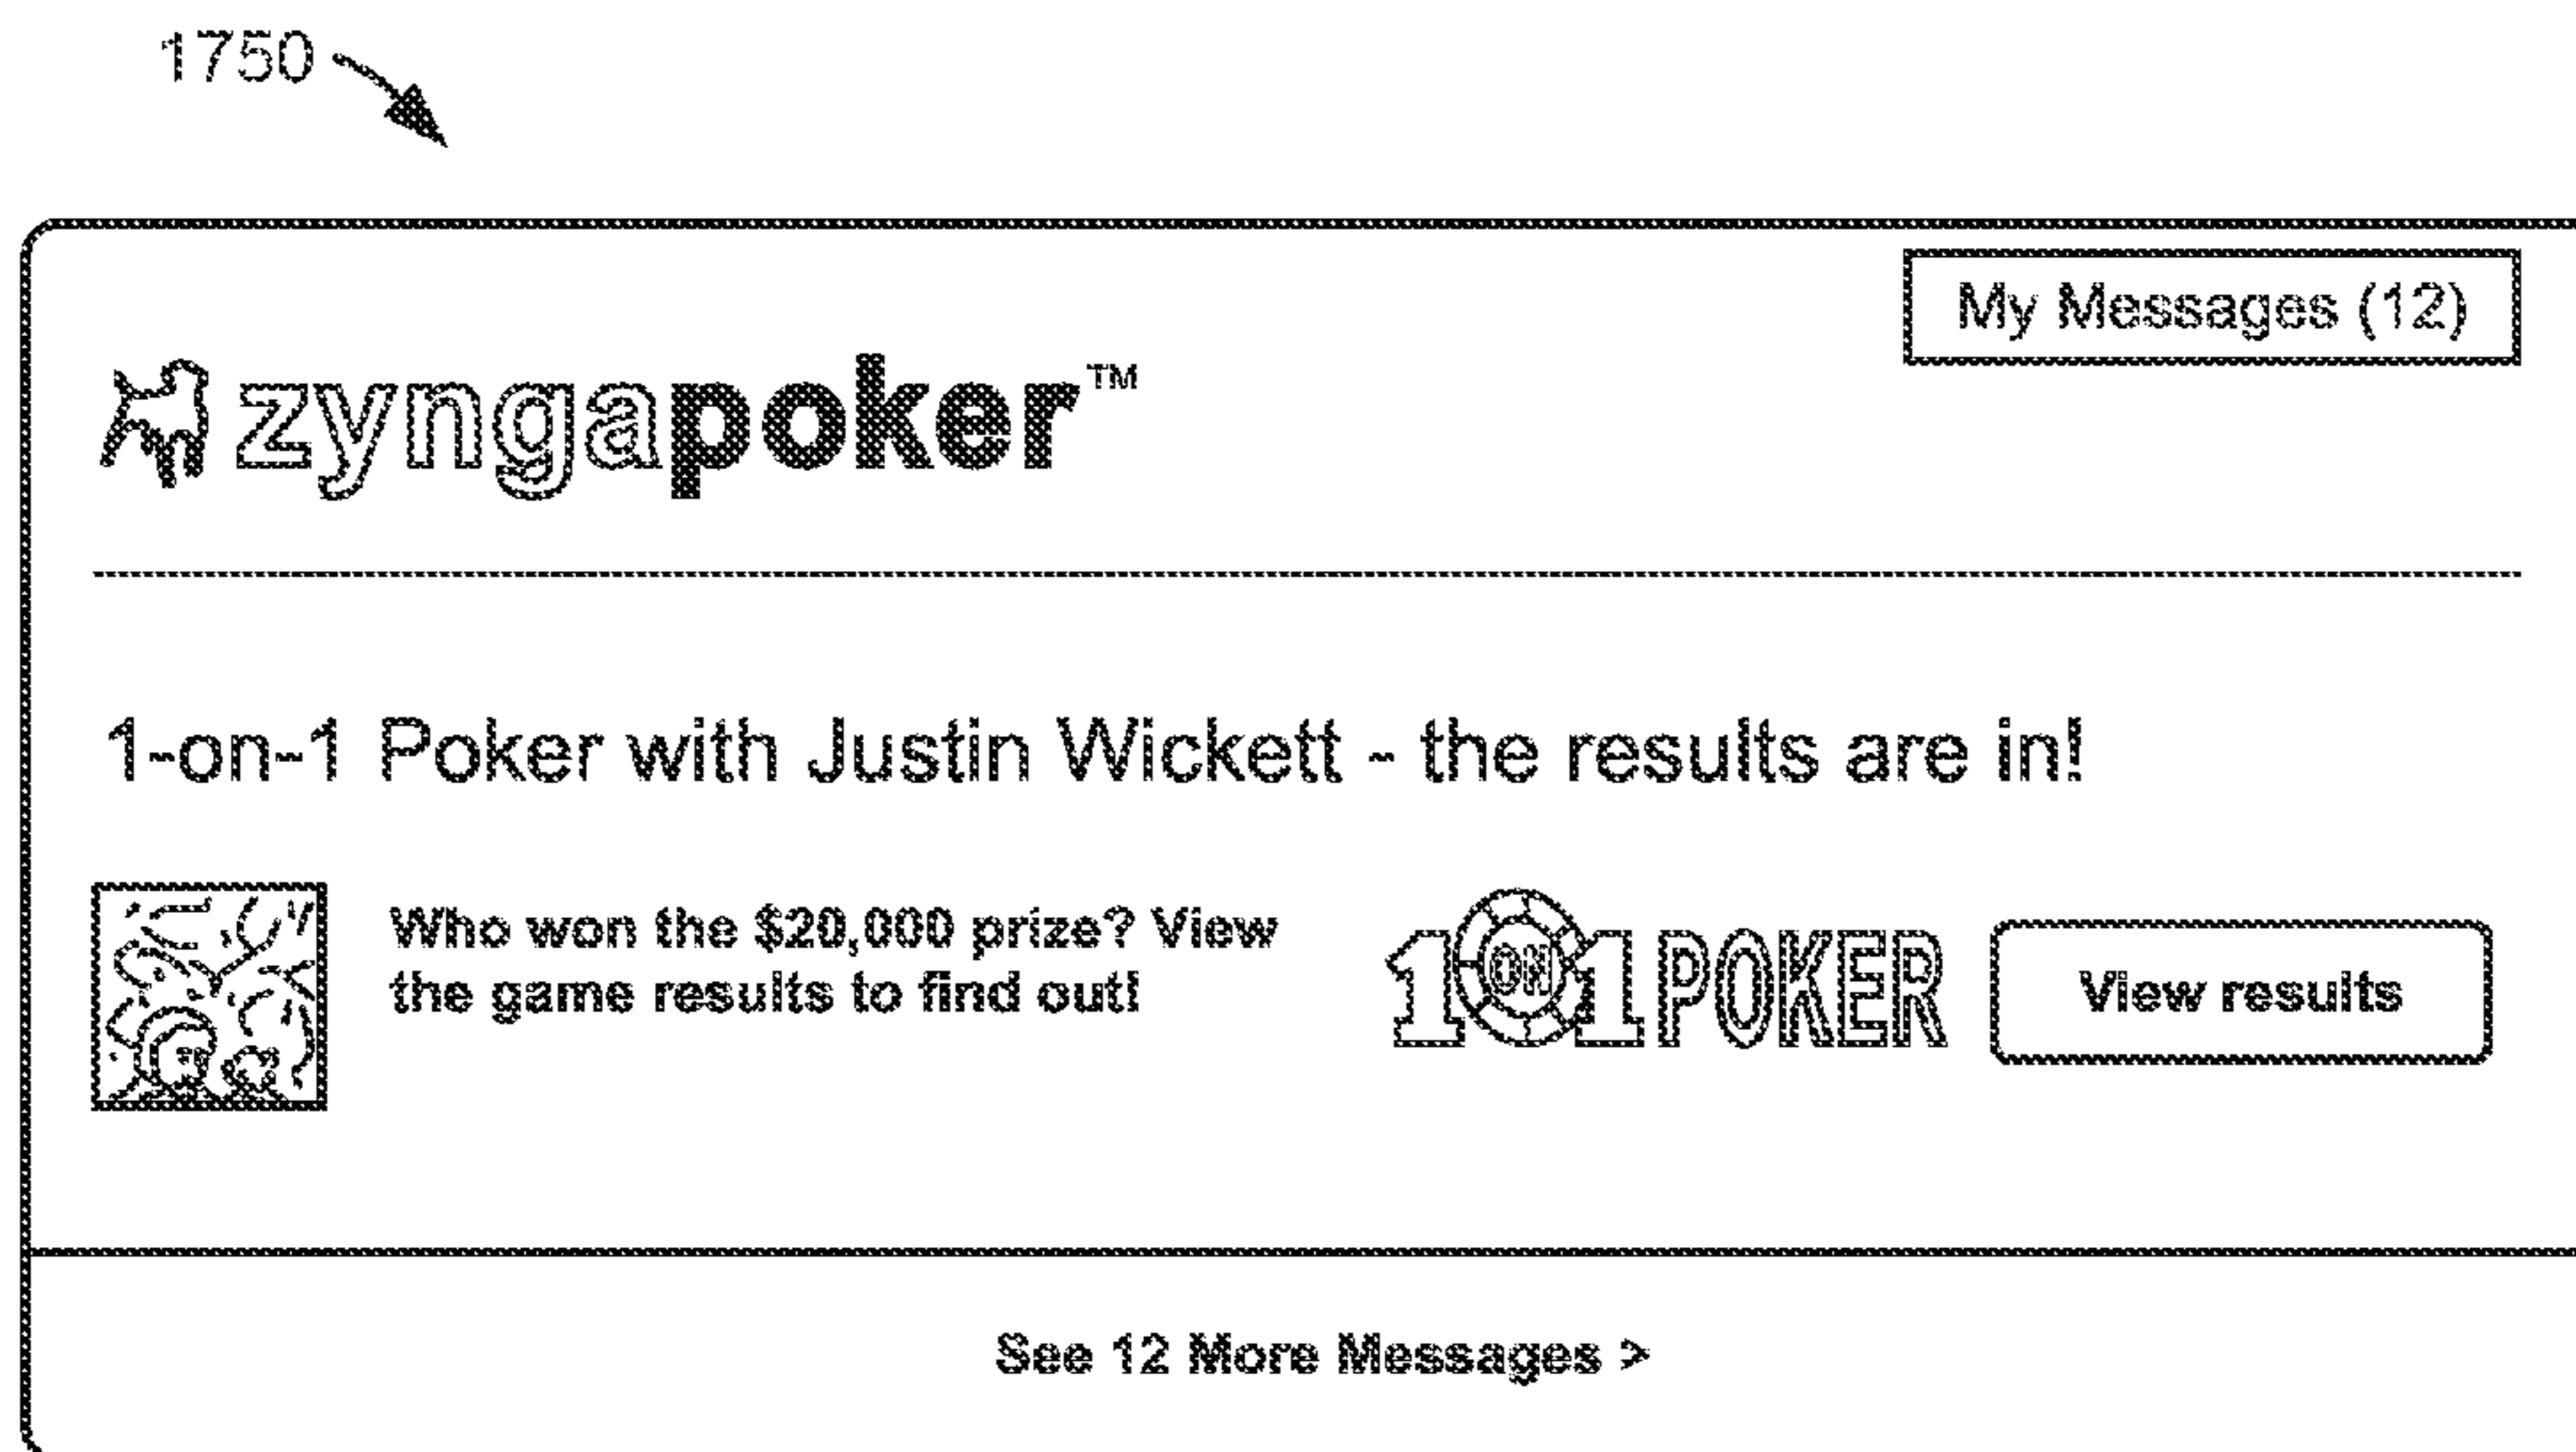 1750
My Messages (12)
zyngapoker™
1-on-1 Poker with Justin Wickett - the results are in!
Who won the $20,000 prize? View
the game results to find out!
1 ON 1 POKER
View results
See 12 More Messages >